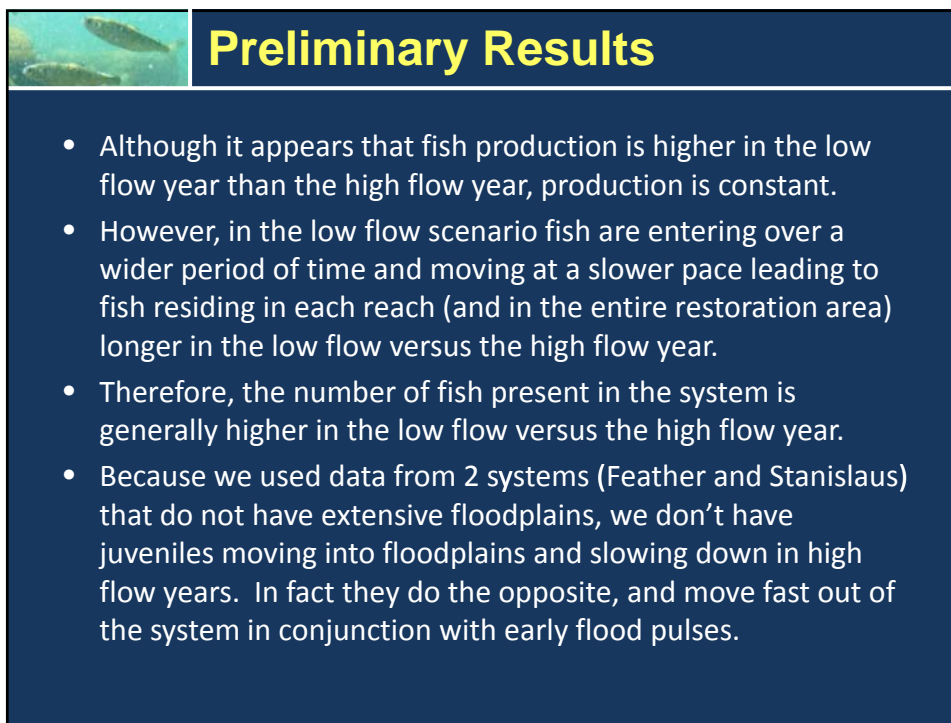 Preliminary Results
• Although it appears that fish production is higher in the low
flow year than the high flow year, production is constant.
• However, in the low flow scenario fish are entering over a
wider period of time and moving at a slower pace leading to
fish residing in each reach (and in the entire restoration area)
longer in the low flow versus the high flow year.
• Therefore, the number of fish present in the system is
generally higher in the low flow versus the high flow year.
• Because we used data from 2 systems (Feather and Stanislaus)
that do not have extensive floodplains, we don’t have
juveniles moving into floodplains and slowing down in high
flow years.  In fact they do the opposite, and move fast out of
the system in conjunction with early flood pulses.